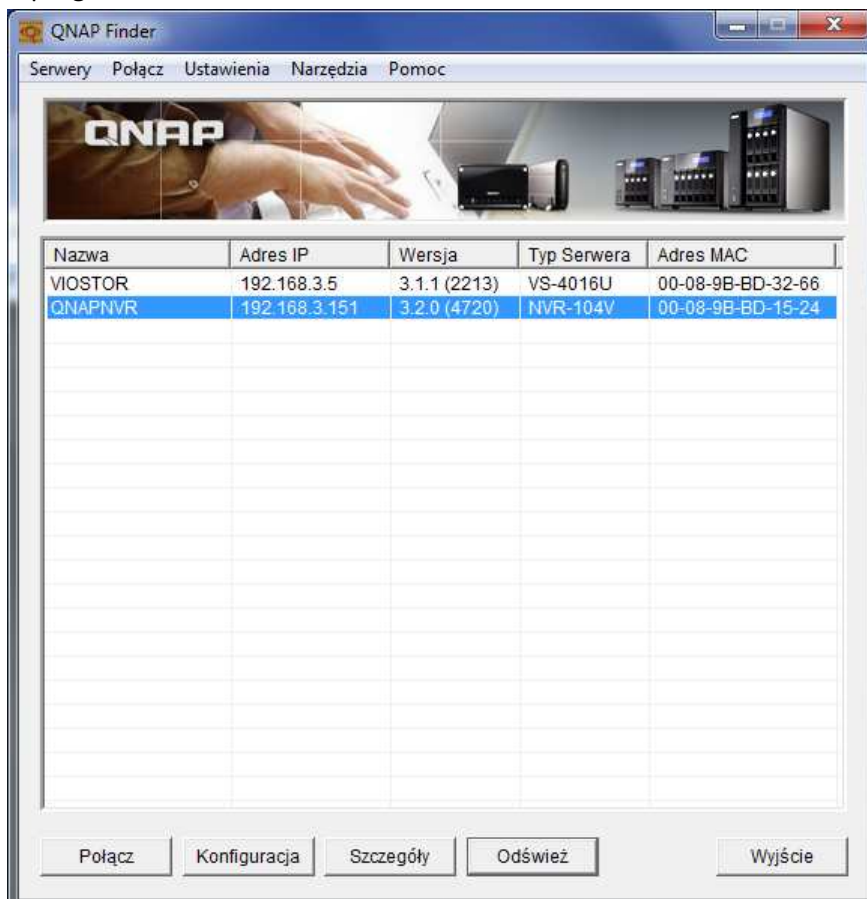 QNAP Finder
Serwery Połącz Ustawienia Narzędzia Pomoc
QNAP
Nazwa Adres IP Wersja Typ Serwera Adres MAC
VIOSTOR 192.168.3.5 3.1.1 (2213) VS-4016U 00-08-9B-BD-32-66
QNAPNVR 192.168.3.151 3.2.0 (4720) NVR-104V 00-08-9B-BD-15-24
Połącz Konfiguracja Szczegóły Odśwież Wyjście